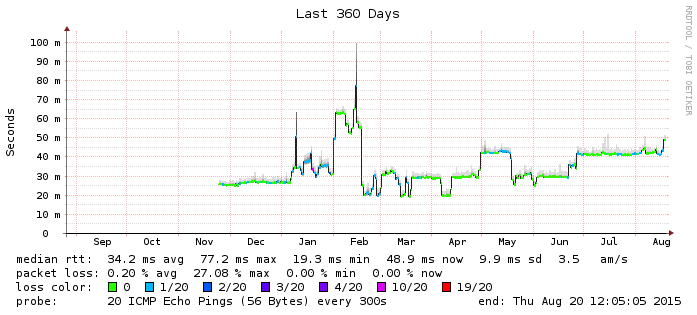 Last 360 Days
RRDTOOL / TOBI OETIKER
Seconds
100 m
90 m
80 m
70 m
60 m
50 m
40 m
30 m
20 m
10 m
0
Sep Oct Nov Dec Jan Feb Mar Apr May Jun Jul Aug
median rtt: 34.2 ms avg 77.2 ms max 19.3 ms min 48.9 ms now 9.9 ms sd 3.5 am/s
packet loss: 0.20 % avg 27.08 % max 0.00 % min 0.00 % now
loss color: 0 1/20 2/20 3/20 4/20 10/20 19/20
probe: 20 ICMP Echo Pings (56 Bytes) every 300s end: Thu Aug 20 12:05:05 2015